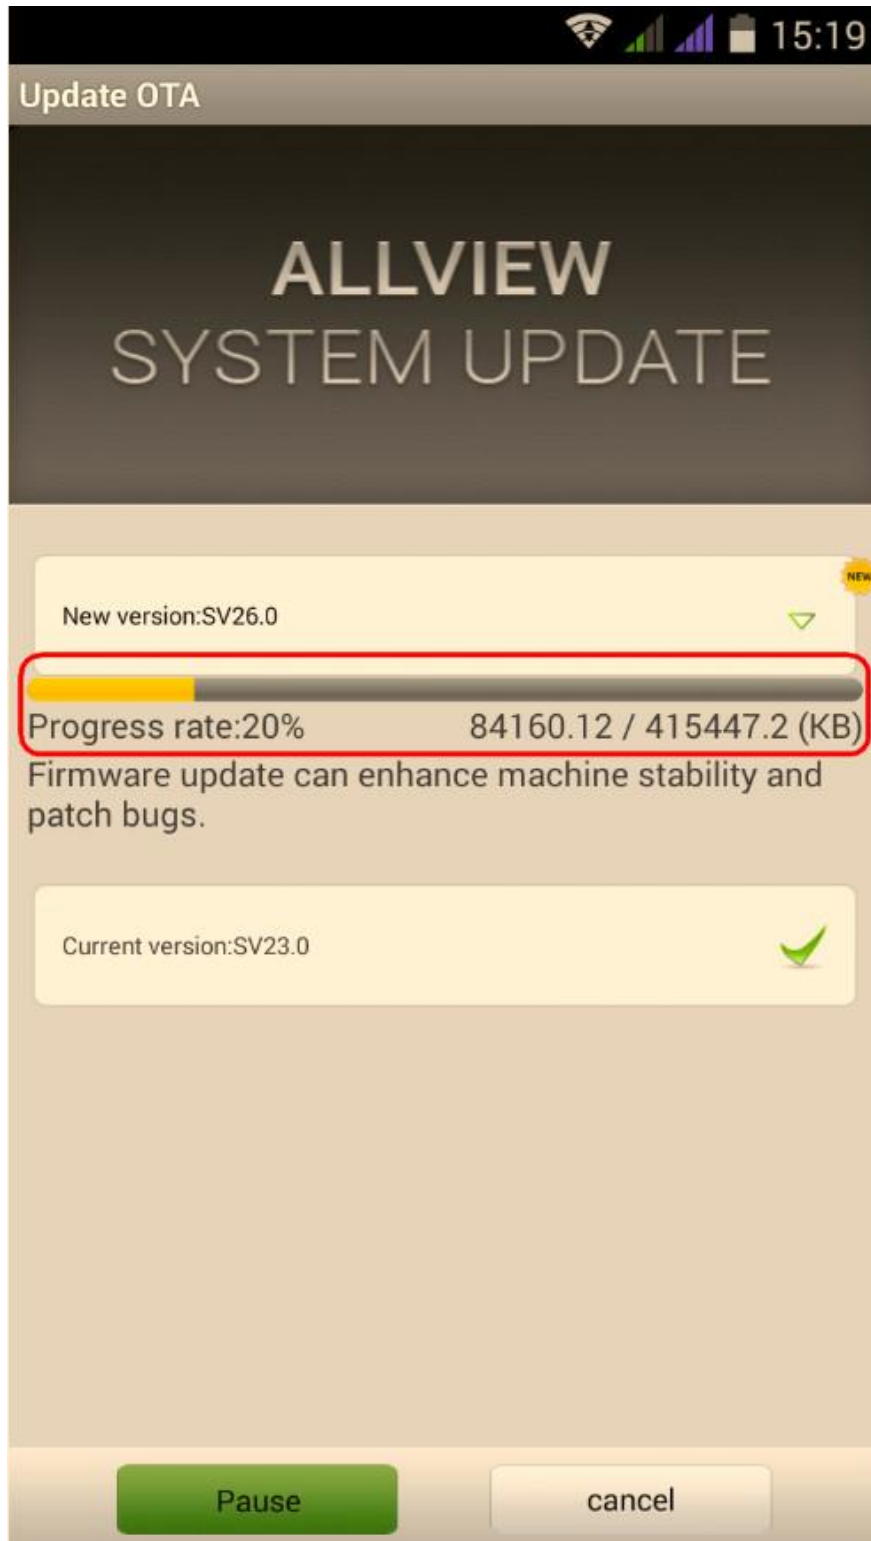 15:19
Update OTA
ALLVIEW
SYSTEM UPDATE
NEW
New version:SV26.0
Progress rate:20% 84160.12 / 415447.2 (KB)
Firmware update can enhance machine stability and
patch bugs.
Current version:SV23.0
Pause cancel